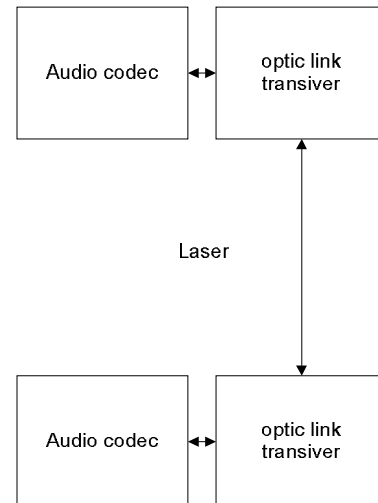 Audio codec
optic link
transiver
Laser
Audio codec
optic link
transiver